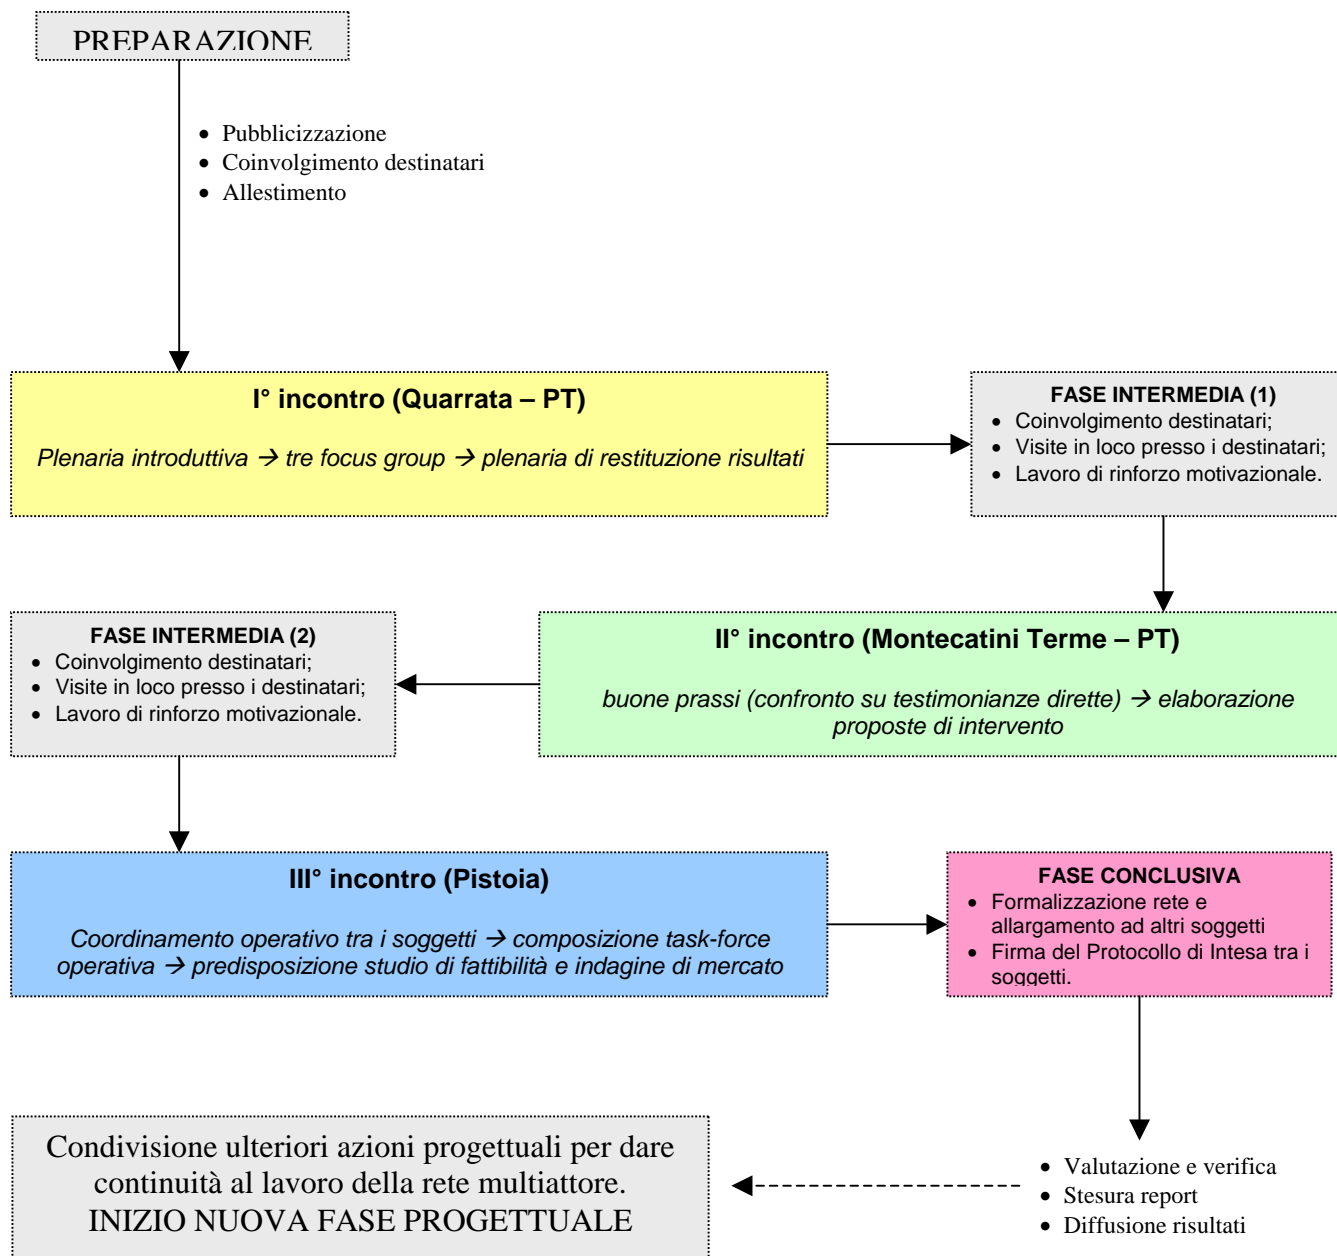 PREPARAZIONE
• Pubblicizzazione
• Coinvolgimento destinatari
• Allestimento
I° incontro (Quarrata – PT)
Plenaria introduttiva → tre focus group → plenaria di restituzione risultati
FASE INTERMEDIA (1)
• Coinvolgimento destinatari;
• Visite in loco presso i destinatari;
• Lavoro di rinforzo motivazionale.
FASE INTERMEDIA (2)
• Coinvolgimento destinatari;
• Visite in loco presso i destinatari;
• Lavoro di rinforzo motivazionale.
II° incontro (Montecatini Terme – PT)
buone prassi (confronto su testimonianze dirette) → elaborazione
proposte di intervento
III° incontro (Pistoia)
Coordinamento operativo tra i soggetti → composizione task-force
operativa → predisposizione studio di fattibilità e indagine di mercato
FASE CONCLUSIVA
• Formalizzazione rete e
allargamento ad altri soggetti
• Firma del Protocollo di Intesa tra i
soggetti.
Condivisione ulteriori azioni progettuali per dare
continuità al lavoro della rete multiattore.
INIZIO NUOVA FASE PROGETTUALE
• Valutazione e verifica
• Stesura report
• Diffusione risultati